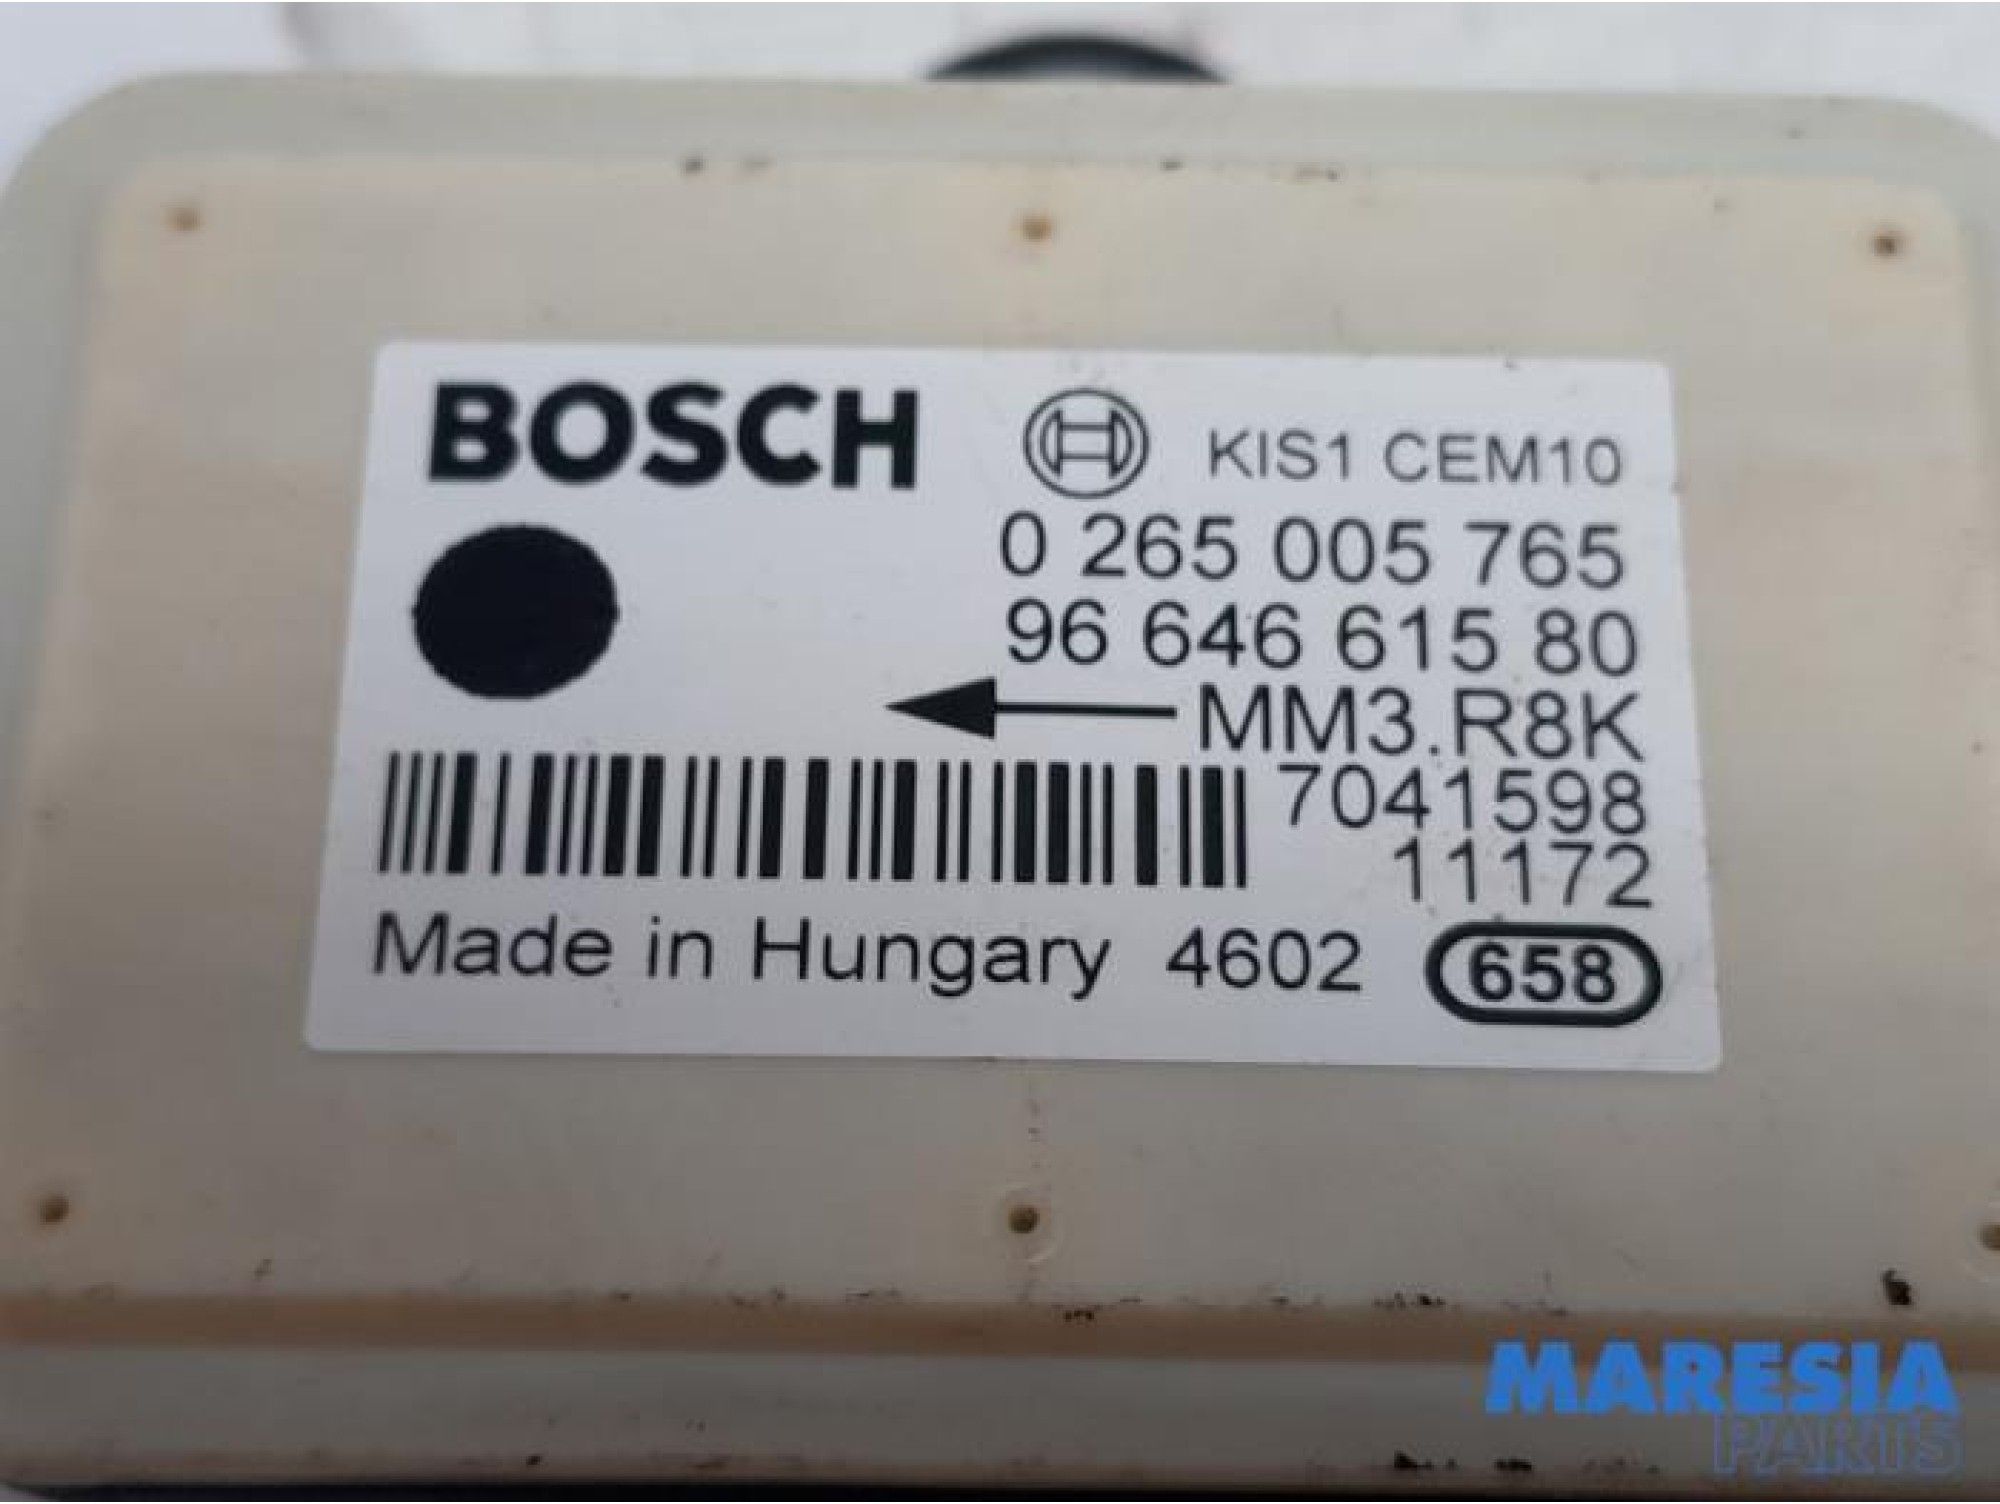 BOSCH KIS1 CEM10
0 265 005 765
96 646 615 80
MM3.R8K
7041598
11172
Made in Hungary 4602 658
MARESIA
PARTS